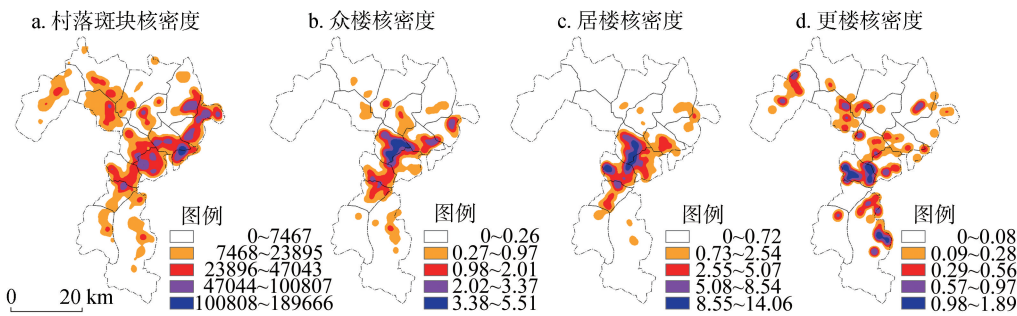 a. 村落斑块核密度
b. 众楼核密度
c. 居楼核密度
d. 更楼核密度
图例
0~7467
7468~23895
23896~47043
47044~100807
100808~189666
图例
0~0.26
0.27~0.97
0.98~2.01
2.02~3.37
3.38~5.51
图例
0~0.72
0.73~2.54
2.55~5.07
5.08~8.54
8.55~14.06
图例
0~0.08
0.09~0.28
0.29~0.56
0.57~0.97
0.98~1.89
0 20 km